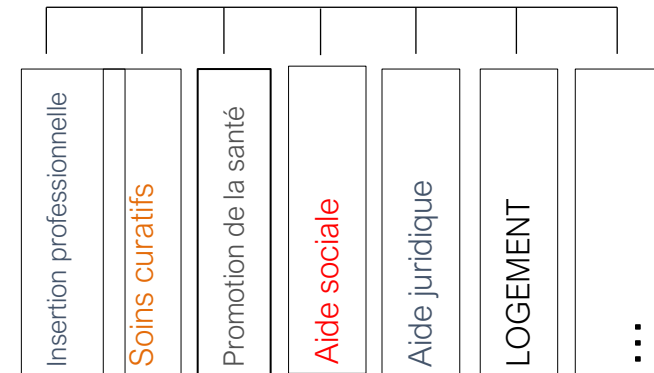 Insertion professionnelle
Soins curatifs
Promotion de la santé
Aide sociale
Aide juridique
LOGEMENT
...